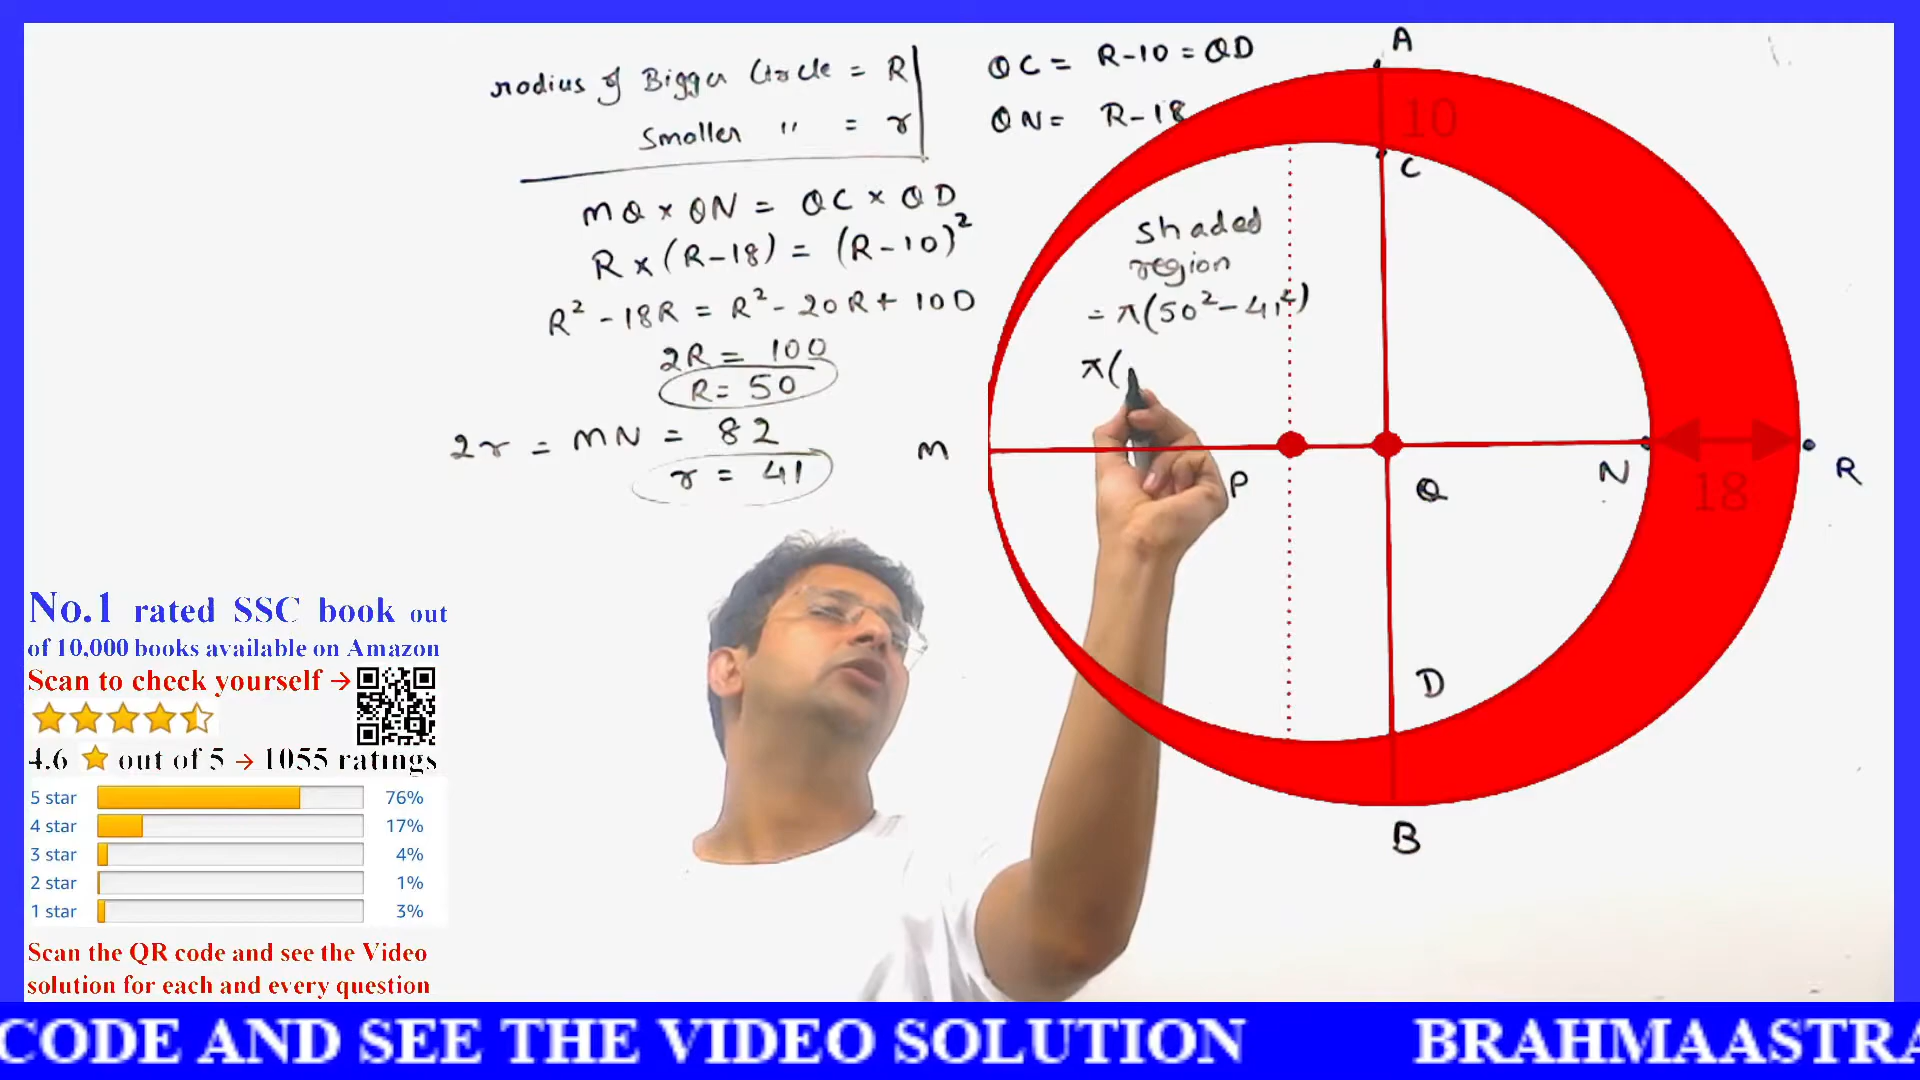 radius of Bigger Circle = R
Smaller " = r
QC = R-10 = QD
QN = R-18
MQ × QN = QC × QD
R × (R-18) = (R-10)²
R² - 18R = R² - 20R + 100
2R = 100
R = 50
2r = MN = 82
r = 41
A
10
C
shaded
region
= π(50² - 41²)
π(
M
P
Q
N
18
R
D
B
No.1 rated SSC book out
of 10,000 books available on Amazon
Scan to check yourself →
4.6 out of 5 → 1055 ratings
5 star 76%
4 star 17%
3 star 4%
2 star 1%
1 star 3%
Scan the QR code and see the Video
solution for each and every question
CODE AND SEE THE VIDEO SOLUTION BRAHMAASTRA